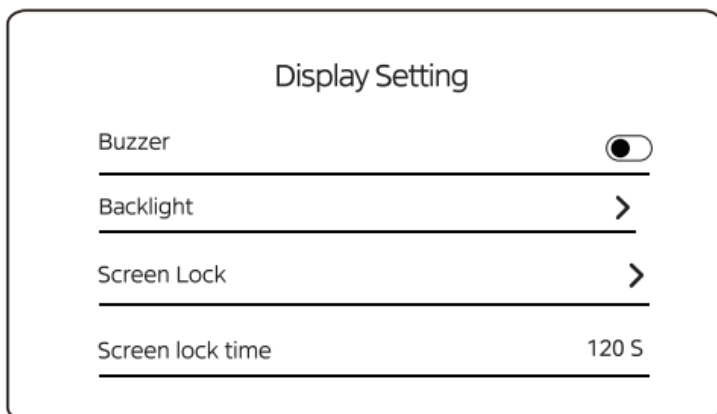 Display Setting
Buzzer
Backlight
Screen Lock
Screen lock time 120 S